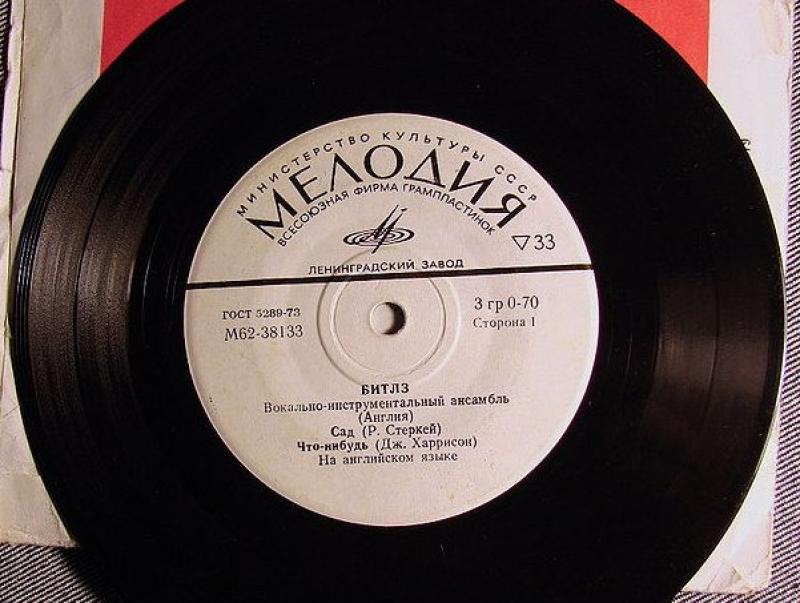 МИНИСТЕРСТВО КУЛЬТУРЫ СССР
МЕЛОДИЯ
ВСЕСОЮЗНАЯ ФИРМА ГРАМПЛАСТИНОК
▽33
ЛЕНИНГРАДСКИЙ ЗАВОД
ГОСТ 5289-73
М62-38133
3 гр 0-70
Сторона 1
БИТЛЗ
Вокально-инструментальный ансамбль
(Англия)
Сад (Р. Стеркей)
Что-нибудь (Дж. Харрисон)
На английском языке